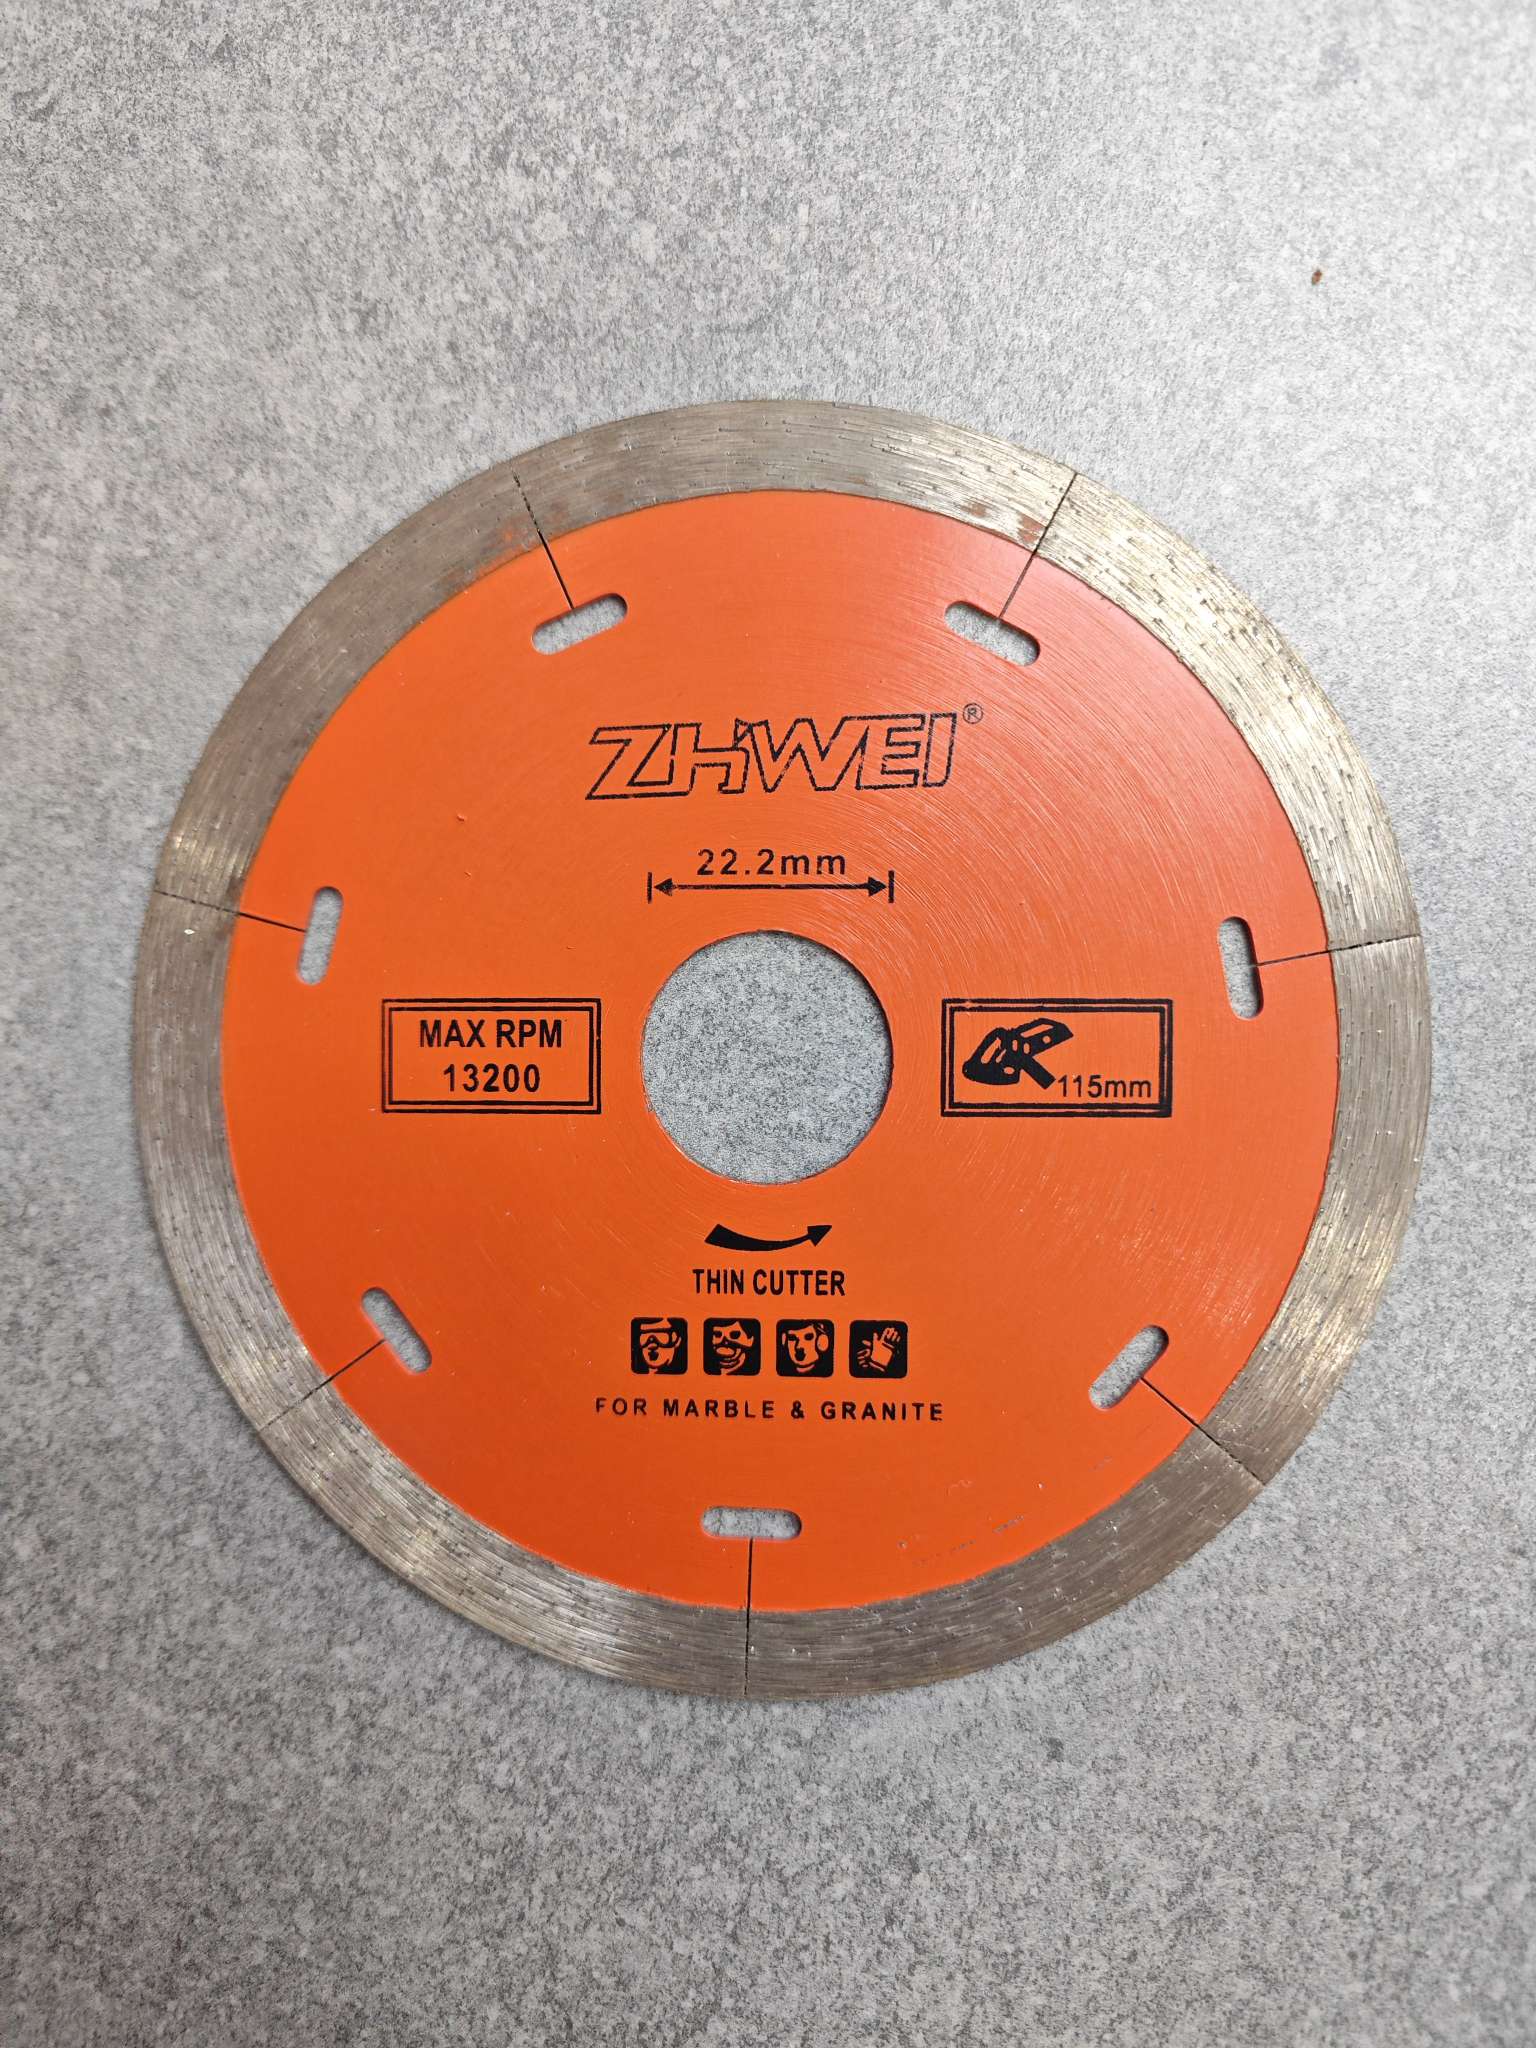 ZHWEI®
22.2mm
MAX RPM
13200
115mm
THIN CUTTER
FOR MARBLE & GRANITE